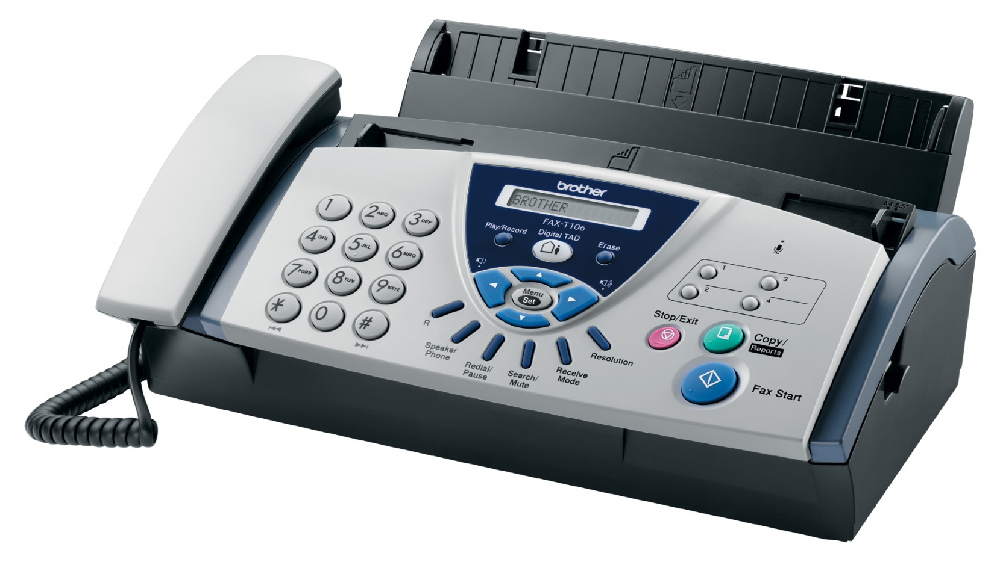 A4 8.5"
brother
BROTHER
FAX-T106
Digital TAD
Play/Record
Erase
1
2 ABC
3 DEF
4 GHI
5 JKL
6 MNO
7 PQRS
8 TUV
9 WXYZ
*
0
#
Menu
Set
R
Speaker
Phone
Redial/
Pause
Search/
Mute
Receive
Mode
Resolution
1
2
3
4
Stop/Exit
Copy/
Reports
Fax Start